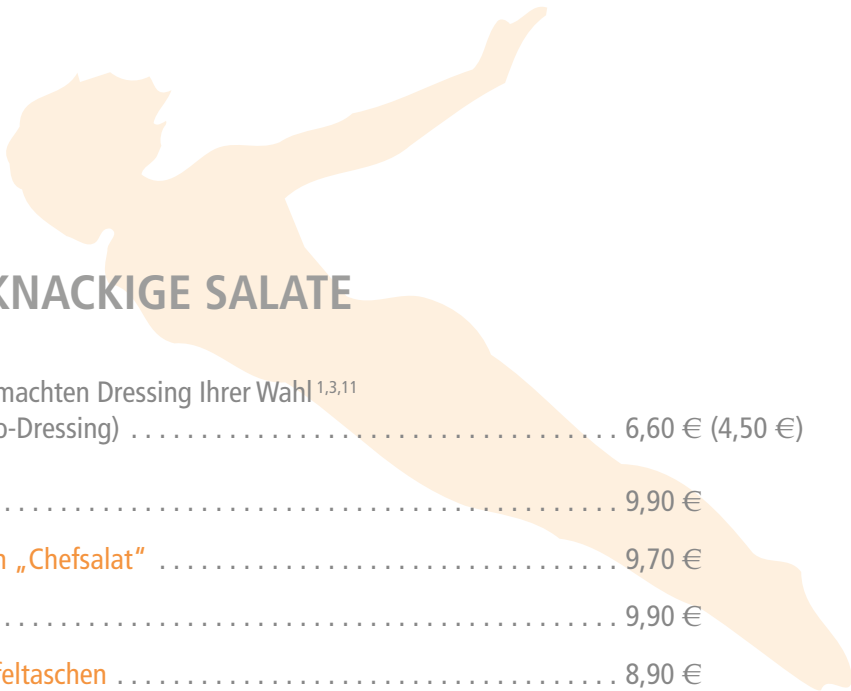 KNACKIGE SALATE
machten Dressing Ihrer Wahl 1,3,11
o-Dressing) . . . . . . . . . . . . . . . . . . . . . . . . . . . . . . . . . . . 6,60 € (4,50 €)
. . . . . . . . . . . . . . . . . . . . . . . . . . . . . . . . . . . . . . . . . . . . 9,90 €
n „Chefsalat“ . . . . . . . . . . . . . . . . . . . . . . . . . . . . . . . . . 9,70 €
. . . . . . . . . . . . . . . . . . . . . . . . . . . . . . . . . . . . . . . . . . . . 9,90 €
feltaschen . . . . . . . . . . . . . . . . . . . . . . . . . . . . . . . . . . . . 8,90 €